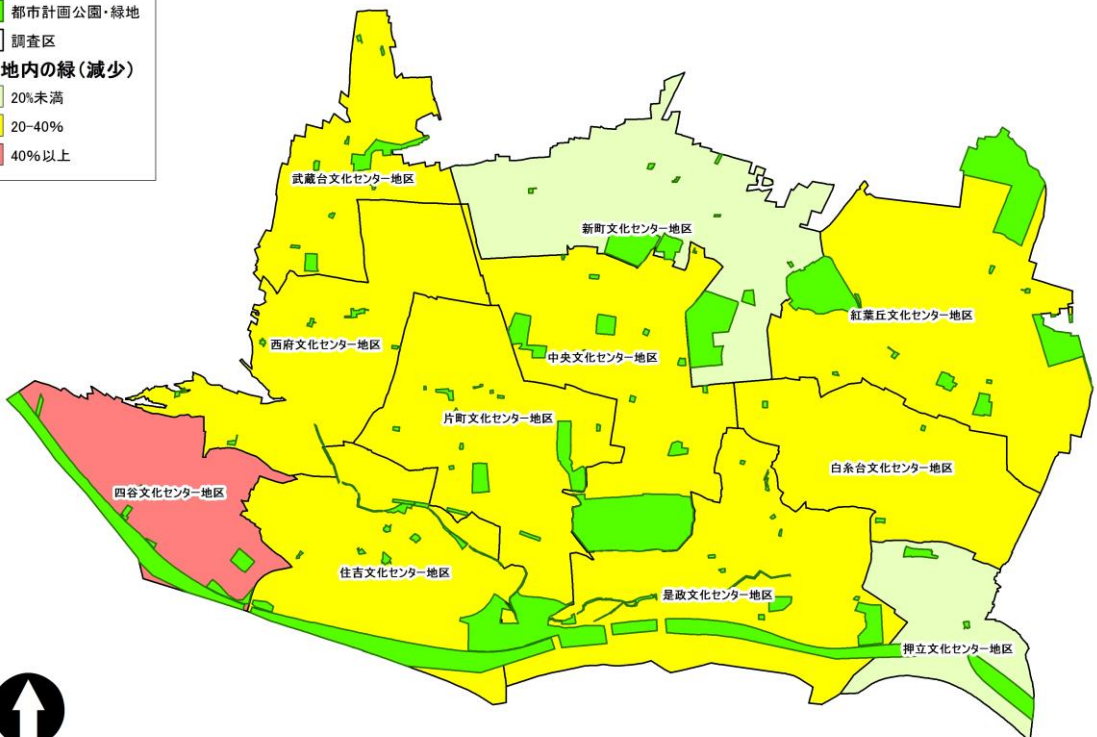 都市計画公園・緑地
調査区
地内の緑(減少)
20%未満
20-40%
40%以上
武蔵台文化センター地区
新町文化センター地区
紅葉丘文化センター地区
西府文化センター地区
中央文化センター地区
片町文化センター地区
白糸台文化センター地区
四谷文化センター地区
住吉文化センター地区
是政文化センター地区
押立文化センター地区